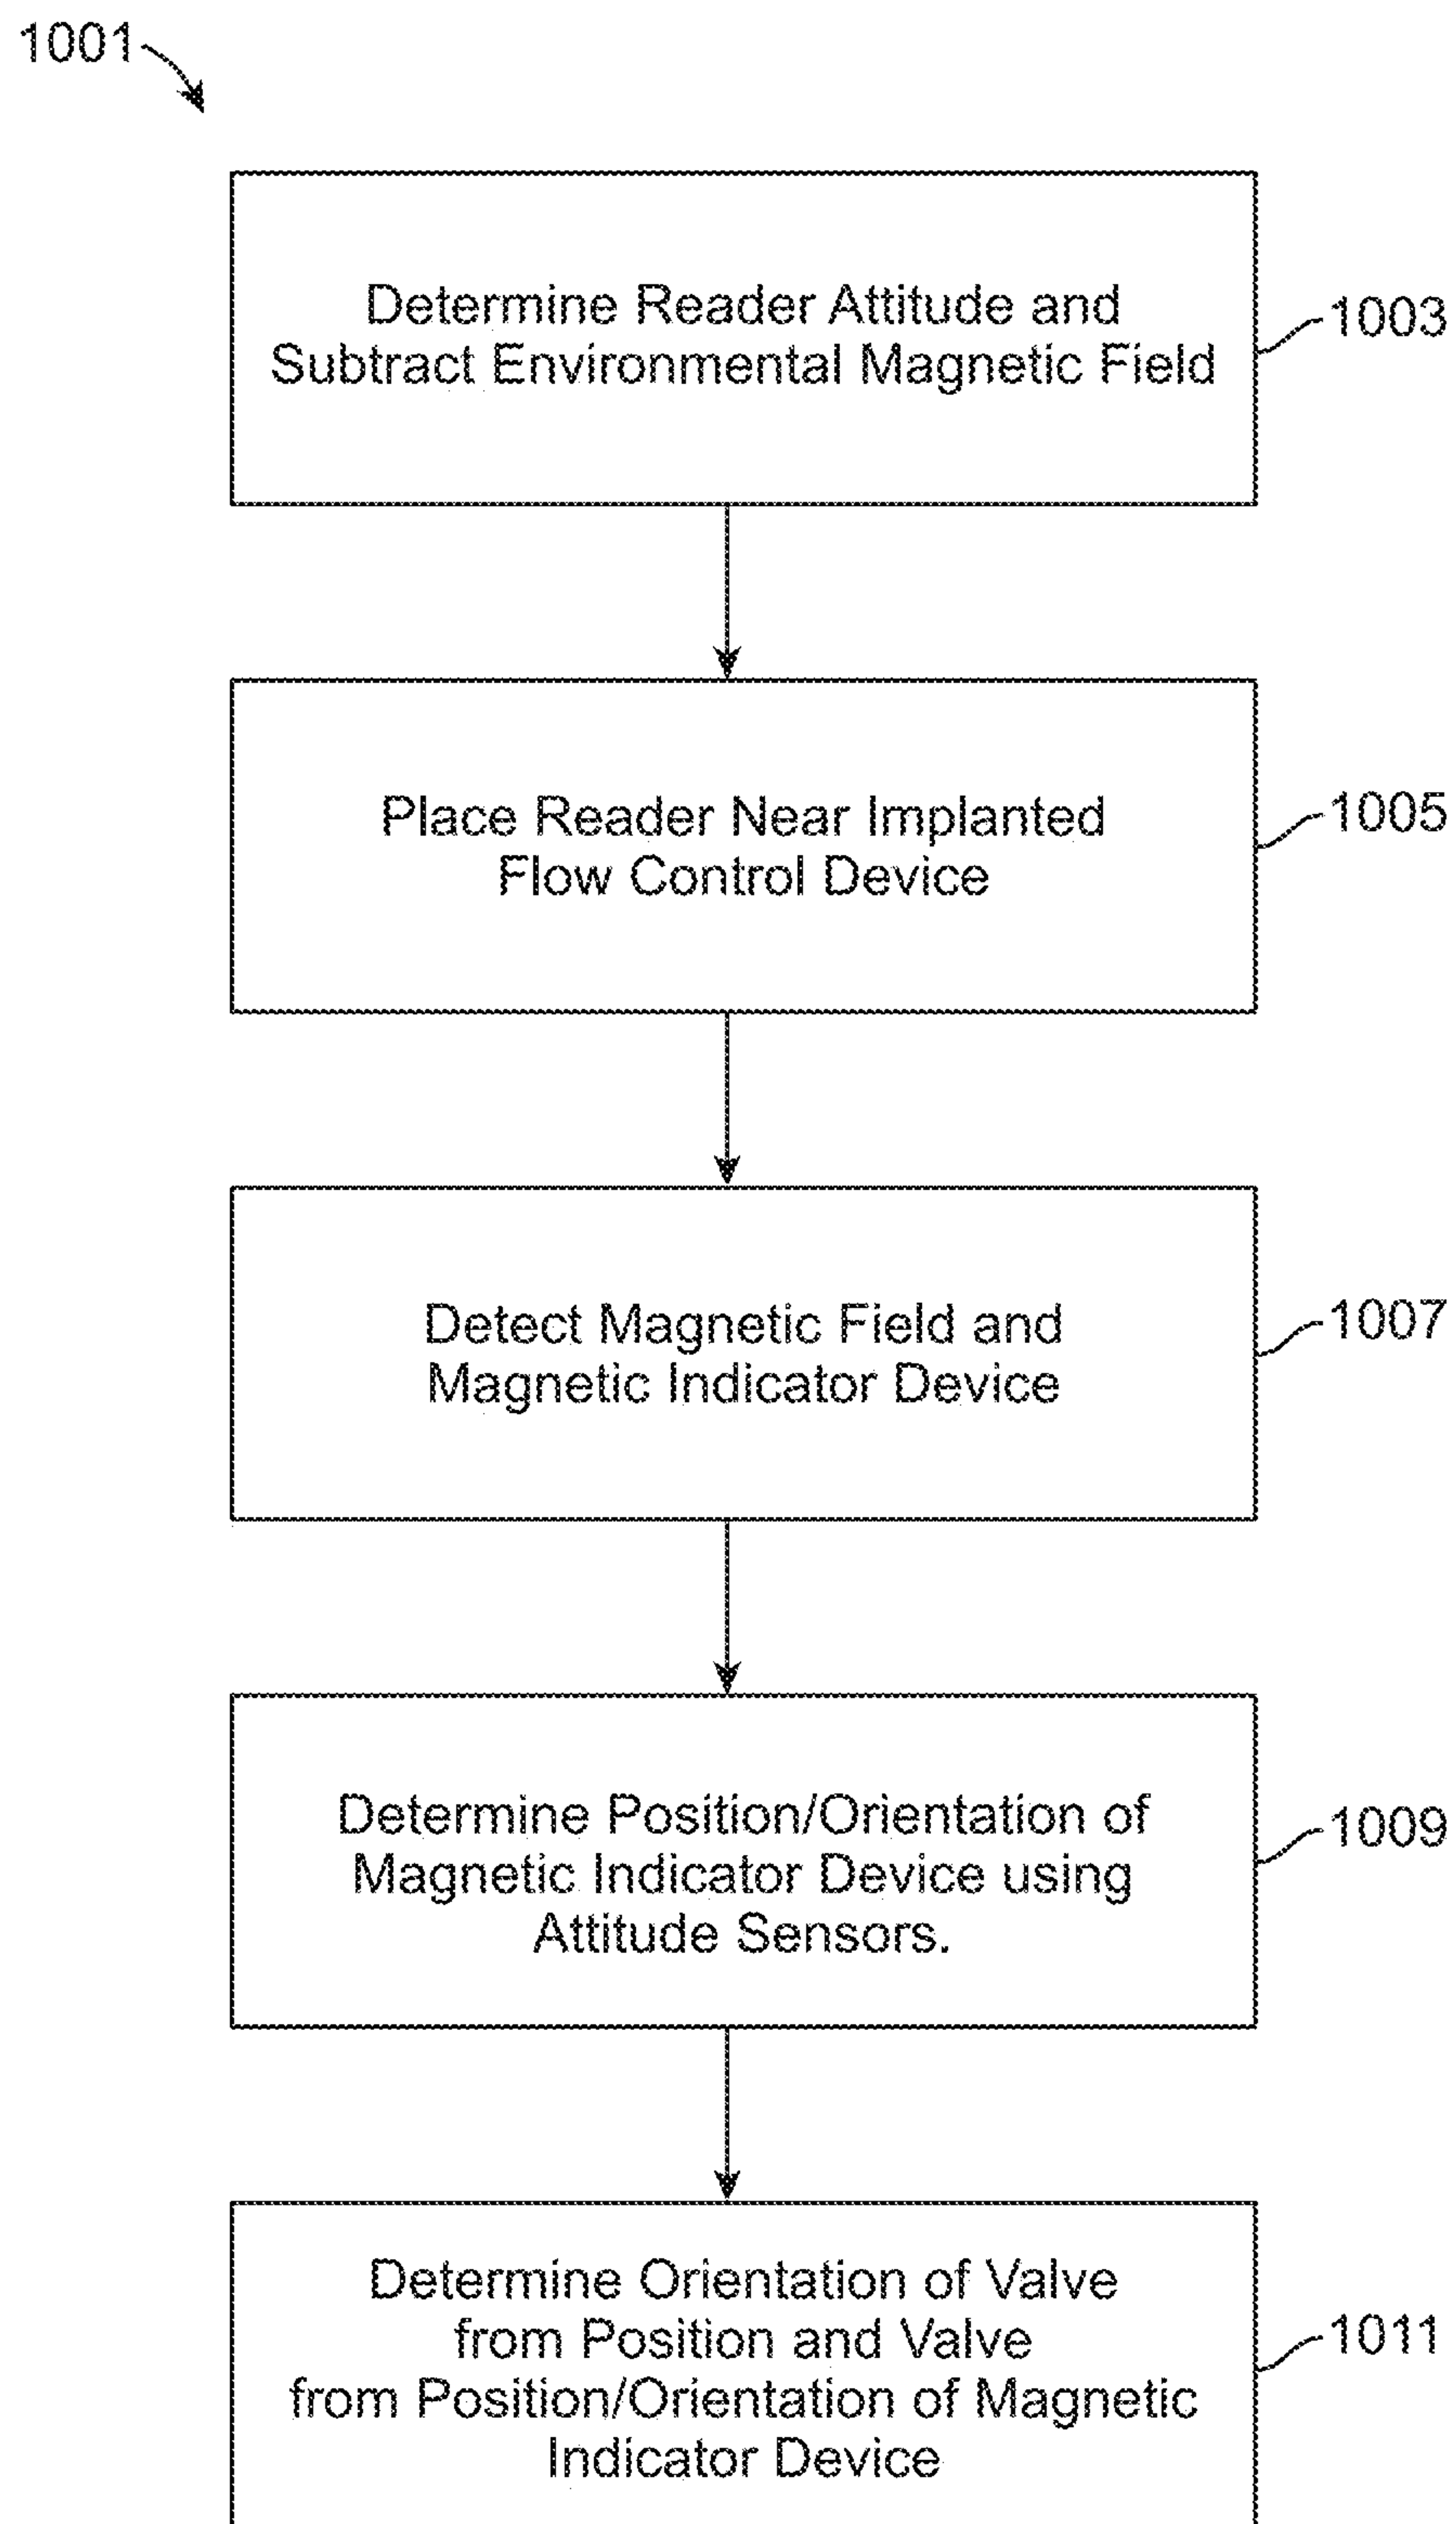 1001
Determine Reader Attitude and
Subtract Environmental Magnetic Field
1003
Place Reader Near Implanted
Flow Control Device
1005
Detect Magnetic Field and
Magnetic Indicator Device
1007
Determine Position/Orientation of
Magnetic Indicator Device using
Attitude Sensors.
1009
Determine Orientation of Valve
from Position and Valve
from Position/Orientation of Magnetic
Indicator Device
1011